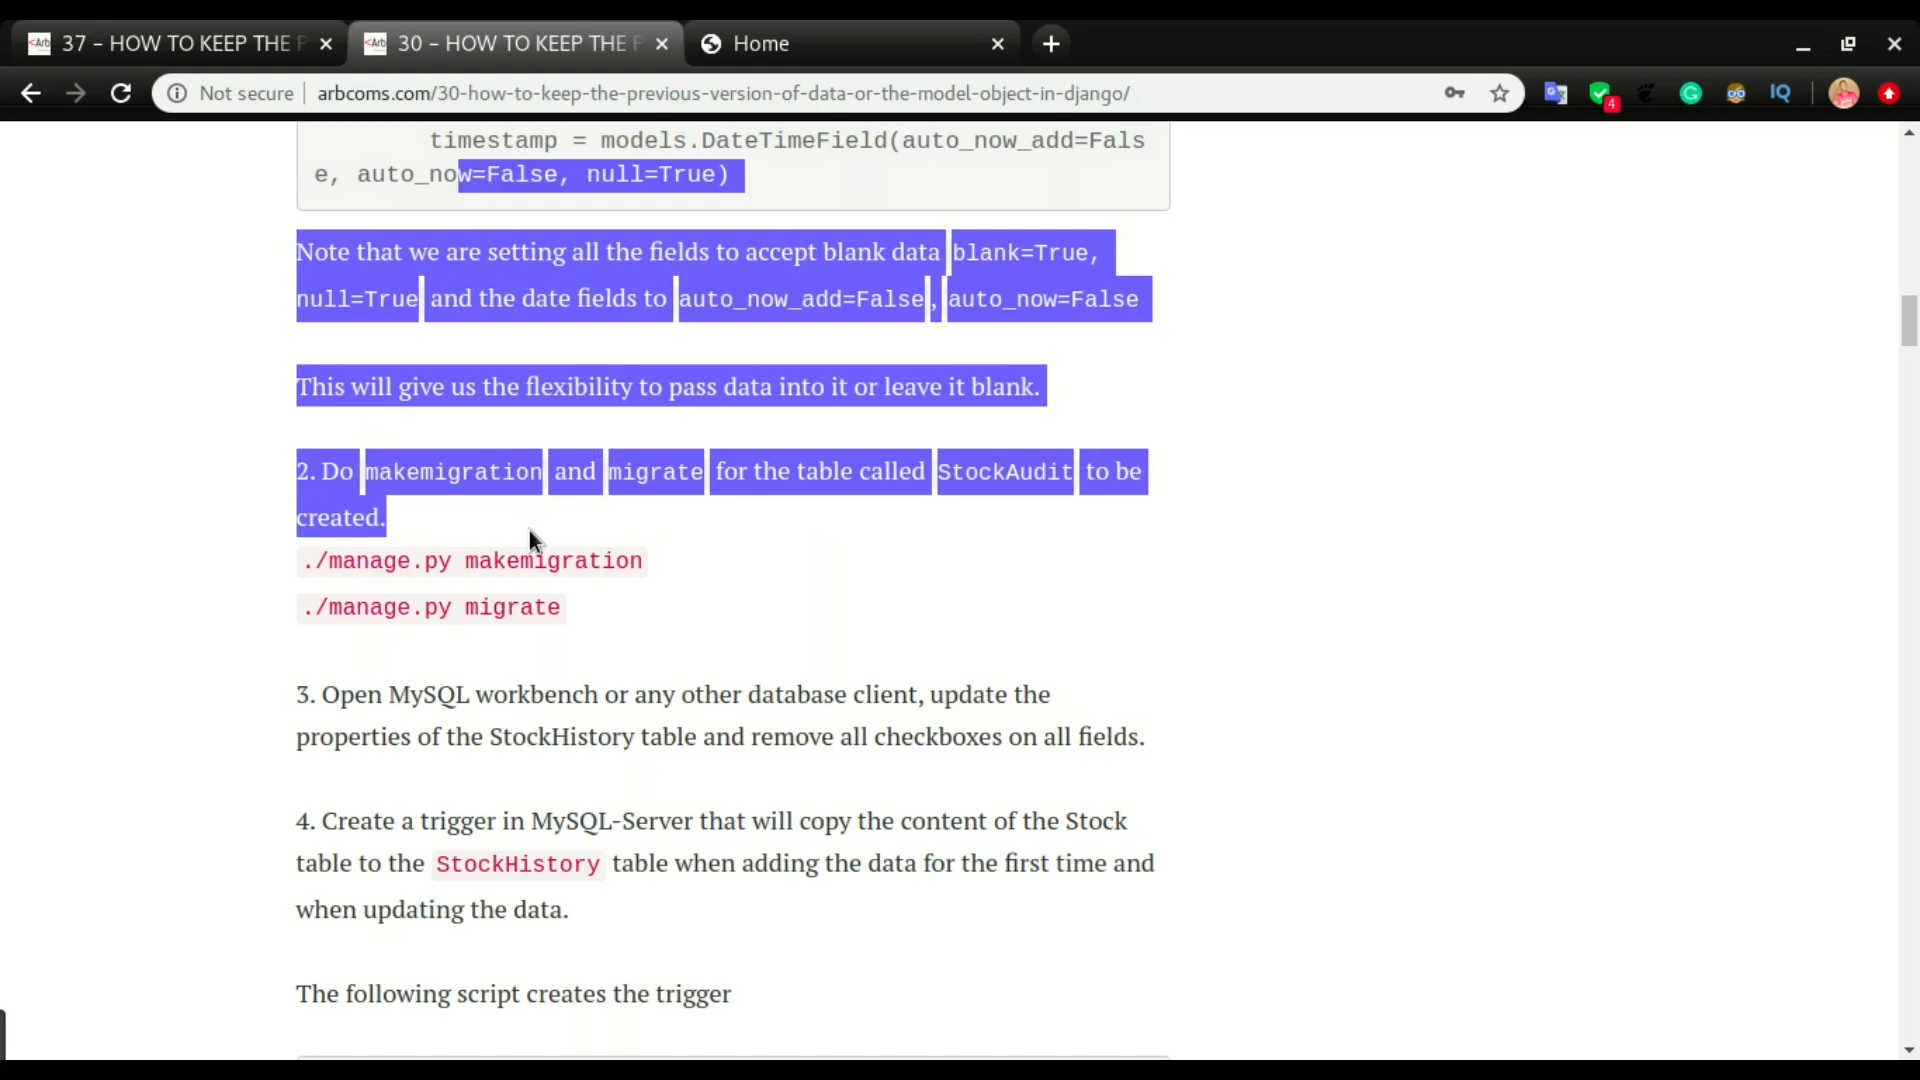 <Arb
37 – HOW TO KEEP THE P
<Arb
30 – HOW TO KEEP THE P
Home
Not secure
arbcoms.com/30-how-to-keep-the-previous-version-of-data-or-the-model-object-in-django/
4
IQ
timestamp = models.DateTimeField(auto_now_add=Fals
e, auto_now=False, null=True)
Note that we are setting all the fields to accept blank data blank=True,
null=True and the date fields to auto_now_add=False , auto_now=False
This will give us the flexibility to pass data into it or leave it blank.
2. Do makemigration and migrate for the table called StockAudit to be
created.
./manage.py makemigration
./manage.py migrate
3. Open MySQL workbench or any other database client, update the
properties of the StockHistory table and remove all checkboxes on all fields.
4. Create a trigger in MySQL-Server that will copy the content of the Stock
table to the StockHistory table when adding the data for the first time and
when updating the data.
The following script creates the trigger